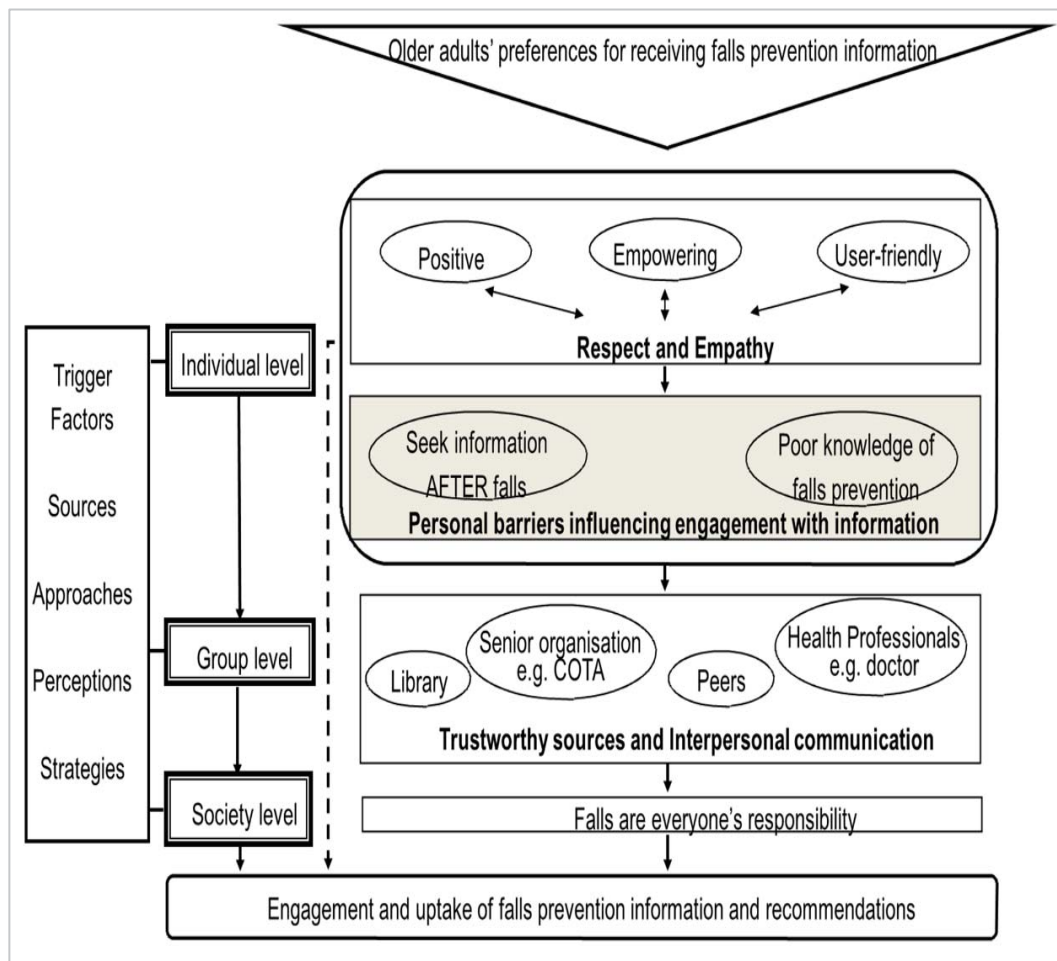 Older adults' preferences for receiving falls prevention information
Positive
Empowering
User-friendly
Respect and Empathy
Trigger
Factors
Sources
Approaches
Perceptions
Strategies
Individual level
Group level
Society level
Seek information
AFTER falls
Poor knowledge of
falls prevention
Personal barriers influencing engagement with information
Library
Senior organisation
e.g. COTA
Peers
Health Professionals
e.g. doctor
Trustworthy sources and Interpersonal communication
Falls are everyone's responsibility
Engagement and uptake of falls prevention information and recommendations